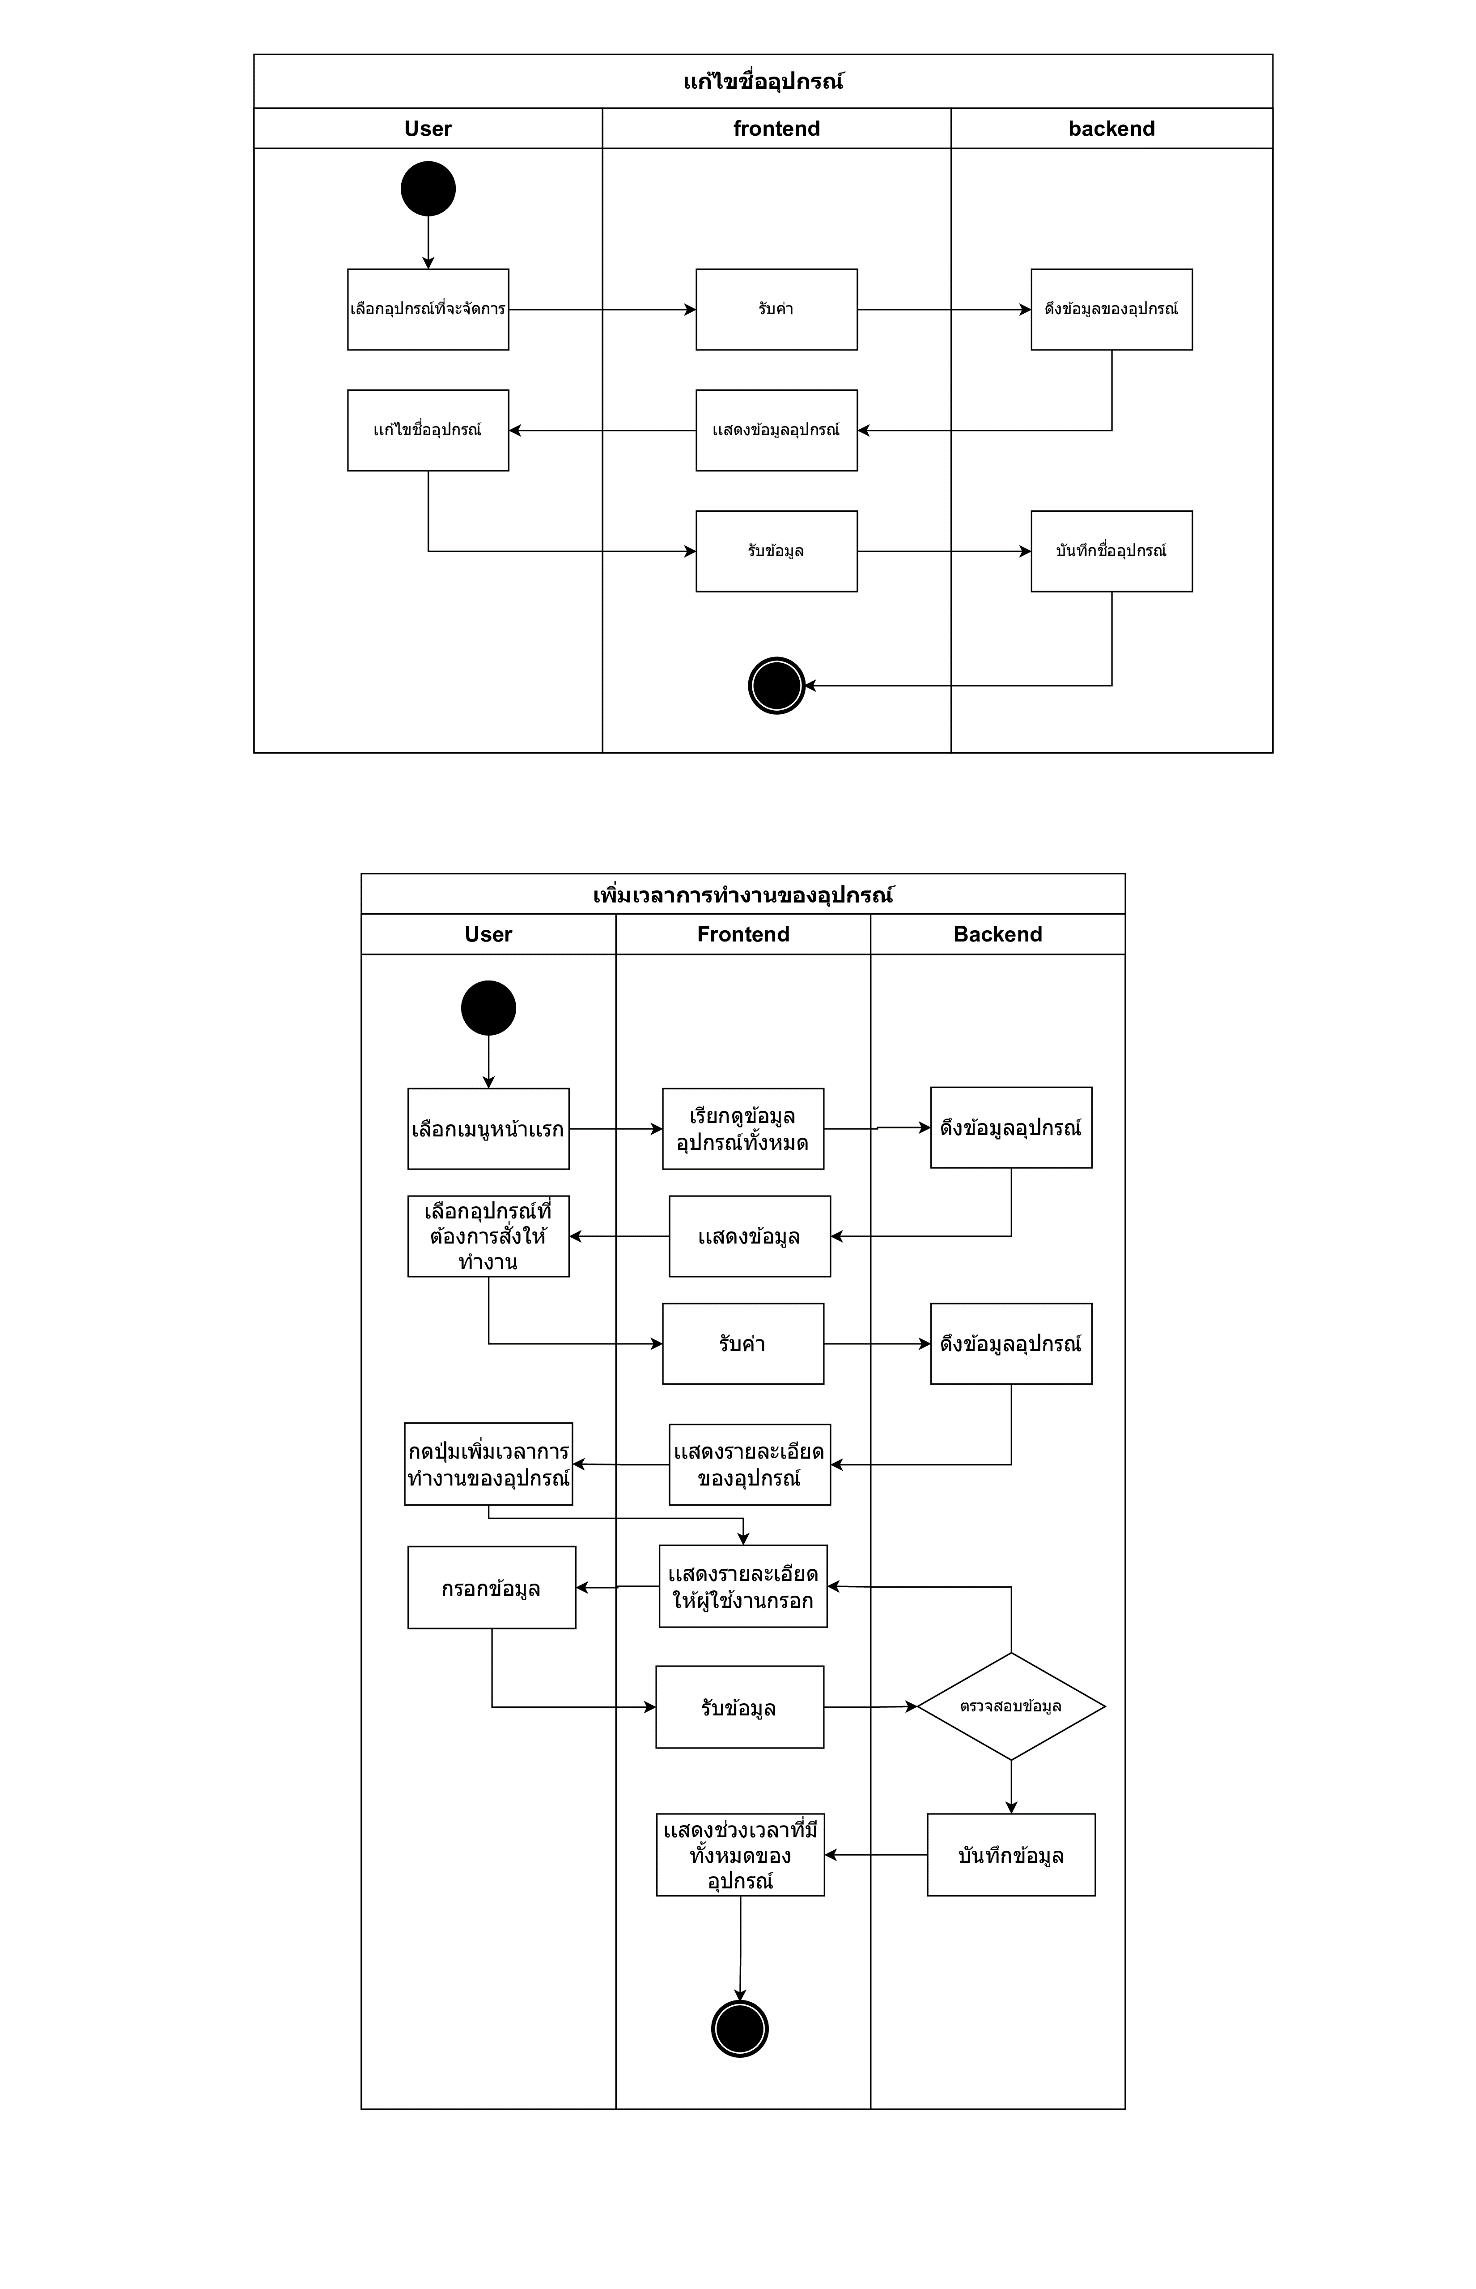 แก้ไขชื่ออุปกรณ์
User
frontend
backend
เลือกอุปกรณ์ที่จะจัดการ
รับค่า
ดึงข้อมูลของอุปกรณ์
แก้ไขชื่ออุปกรณ์
แสดงข้อมูลอุปกรณ์
รับข้อมูล
บันทึกชื่ออุปกรณ์
เพิ่มเวลาการทำงานของอุปกรณ์
User
Frontend
Backend
เลือกเมนูหน้าแรก
เรียกดูข้อมูล
อุปกรณ์ทั้งหมด
ดึงข้อมูลอุปกรณ์
เลือกอุปกรณ์ที่
ต้องการสั่งให้
ทำงาน
แสดงข้อมูล
รับค่า
ดึงข้อมูลอุปกรณ์
กดปุ่มเพิ่มเวลาการ
ทำงานของอุปกรณ์
แสดงรายละเอียด
ของอุปกรณ์
กรอกข้อมูล
แสดงรายละเอียด
ให้ผู้ใช้งานกรอก
รับข้อมูล
ตรวจสอบข้อมูล
แสดงช่วงเวลาที่มี
ทั้งหมดของ
อุปกรณ์
บันทึกข้อมูล